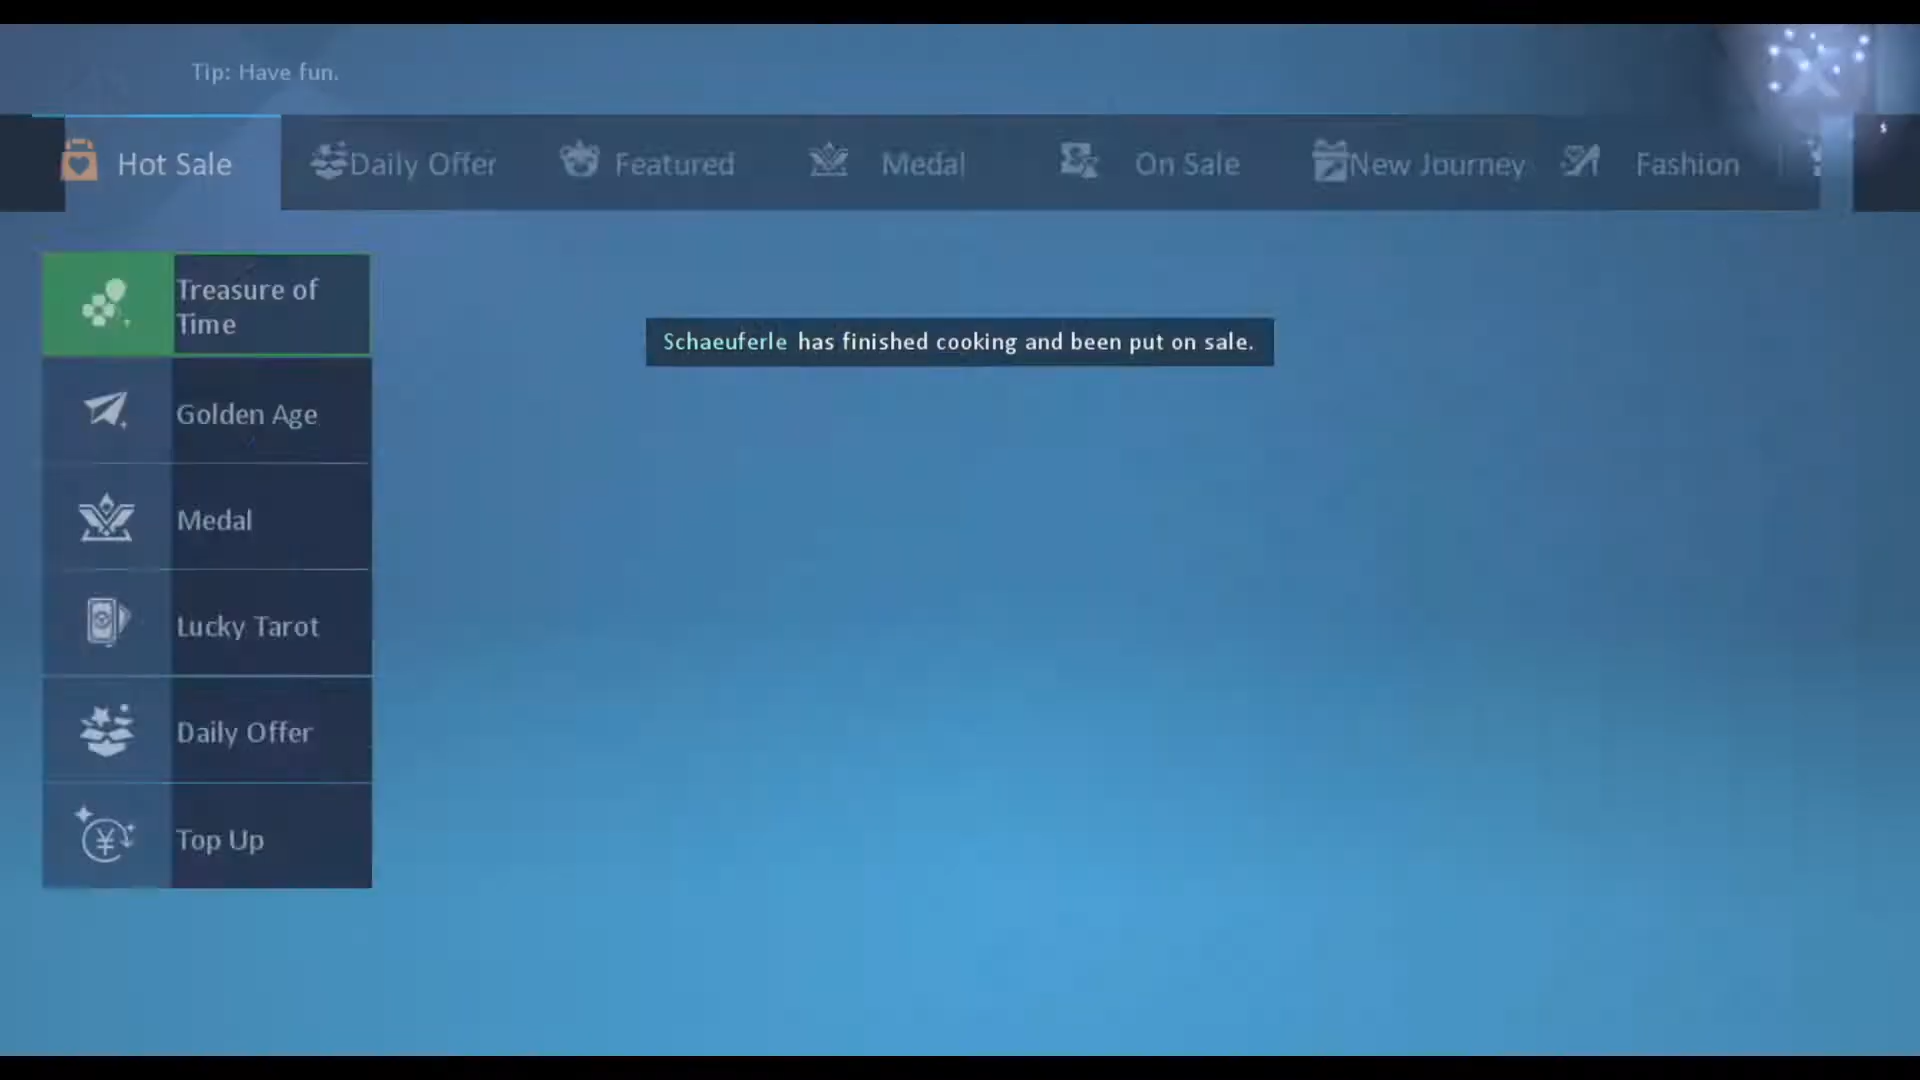 Tip: Have fun.
Hot Sale
Daily Offer
Featured
Medal
On Sale
New Journey
Fashion
Treasure of
Time
Schaeuferle has finished cooking and been put on sale.
Golden Age
Medal
Lucky Tarot
Daily Offer
Top Up